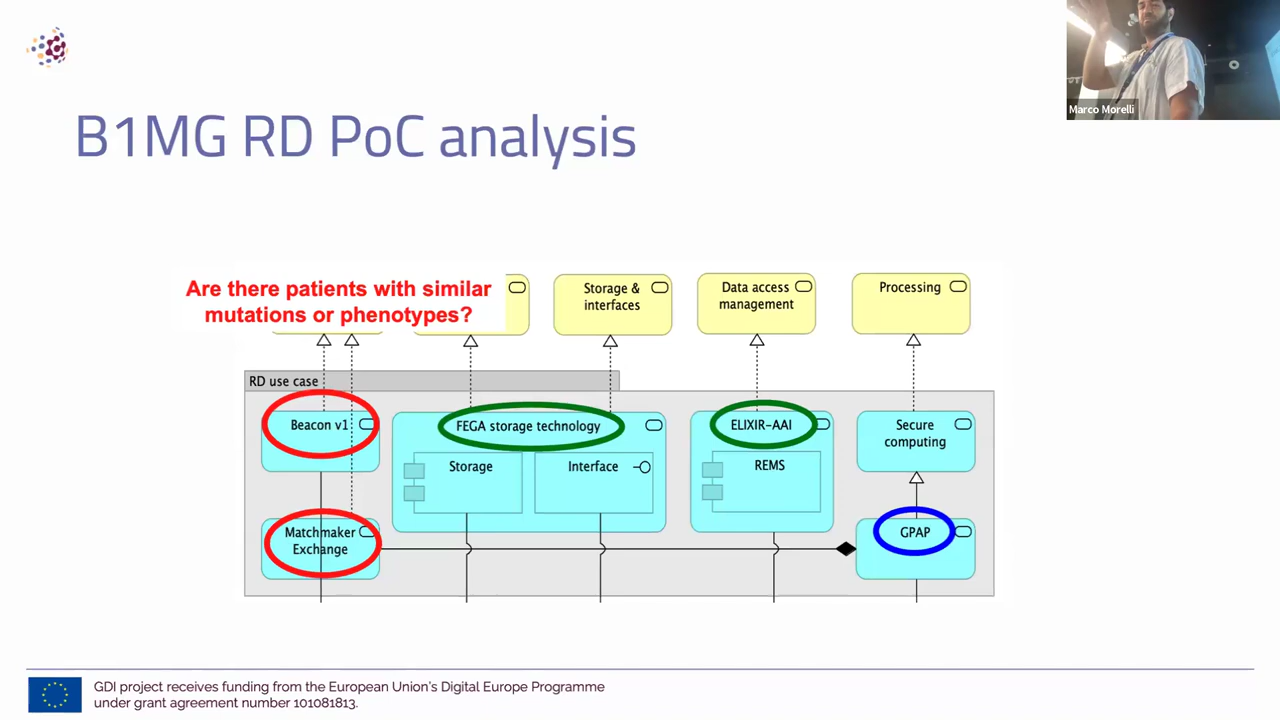 Marco Morelli
B1MG RD PoC analysis
Are there patients with similar
mutations or phenotypes?
Storage &
interfaces
Data access
management
Processing
RD use case
Beacon v1
FEGA storage technology
Storage
Interface
ELIXIR-AAI
REMS
Secure
computing
Matchmaker
Exchange
GPAP
GDI project receives funding from the European Union's Digital Europe Programme
under grant agreement number 101081813.